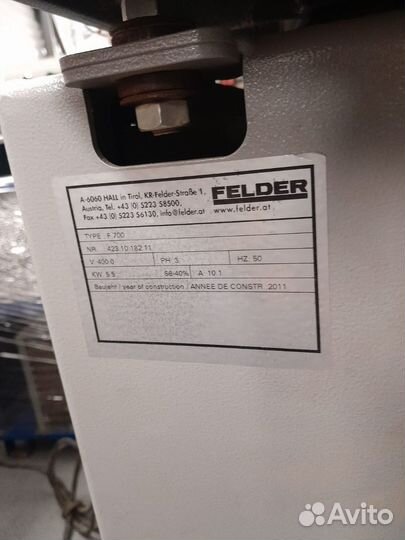 A-6060 HALL in Tirol, KR-Felder-Straße 1,
Austria, Tel. +43 (0) 5223 58500,
Fax +43 (0) 5223 56130, info@felder.at
FELDER
www.felder.at
TYPE F 700
NR. 423.10.182.11
V 400.0 PH 3 HZ 50
KW 5.5 S6-40% A 10.1
Baujahr / year of construction / ANNEE DE CONSTR. 2011
Avito